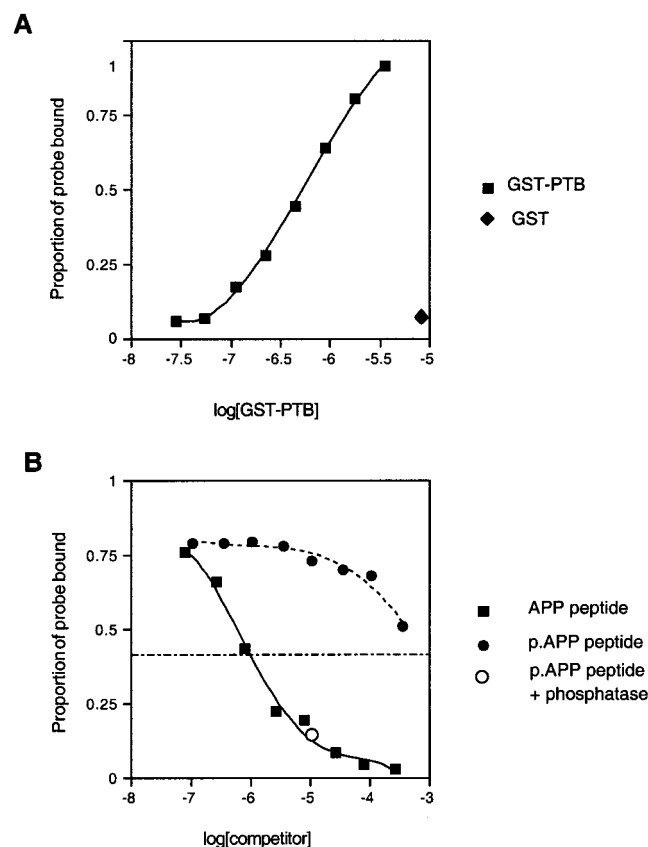 A
Proportion of probe bound
1
0.75
0.5
0.25
0
-8
-7.5
-7
-6.5
-6
-5.5
-5
log[GST-PTB]
GST-PTB
GST
B
Proportion of probe bound
1
0.75
0.5
0.25
0
-8
-7
-6
-5
-4
-3
log[competitor]
APP peptide
p.APP peptide
p.APP peptide
+ phosphatase